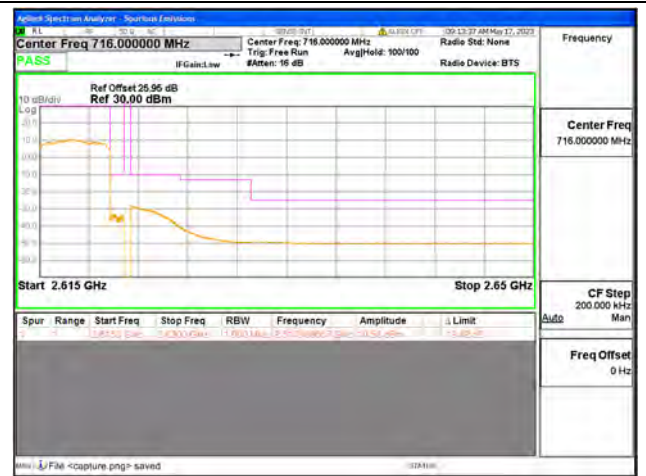 Agilent Spectrum Analyzer - Spurious Emissions
RL RF 50 Ω AC SENSE:INT ALIGN OFF 09:13:37 AM May 17, 2023
Center Freq 716.000000 MHz
Center Freq: 716.000000 MHz
Radio Std: None
Trig: Free Run Avg|Hold: 100/100
PASS
IFGain:Low
#Atten: 16 dB
Radio Device: BTS
Ref Offset 25.95 dB
10 dB/div Ref 30.00 dBm
Log
Start 2.615 GHz
Stop 2.65 GHz
Spur Range Start Freq Stop Freq RBW Frequency Amplitude Δ Limit
File <capture.png> saved
STATUS
Frequency
Center Freq
716.000000 MHz
CF Step
200.000 kHz
Auto Man
Freq Offset
0 Hz